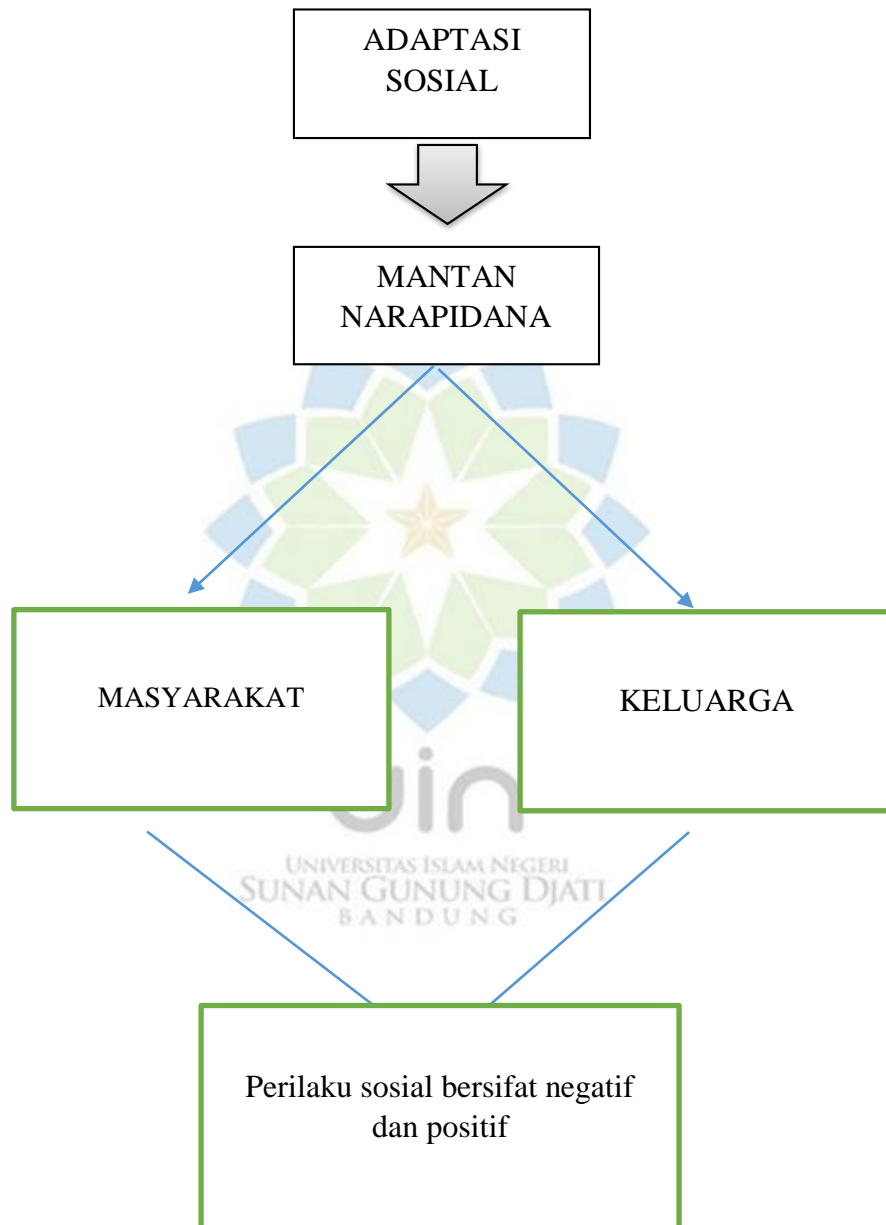 ADAPTASI
SOSIAL
MANTAN
NARAPIDANA
MASYARAKAT
KELUARGA
uin
UNIVERSITAS ISLAM NEGERI
SUNAN GUNUNG DJATI
BANDUNG
Perilaku sosial bersifat negatif
dan positif